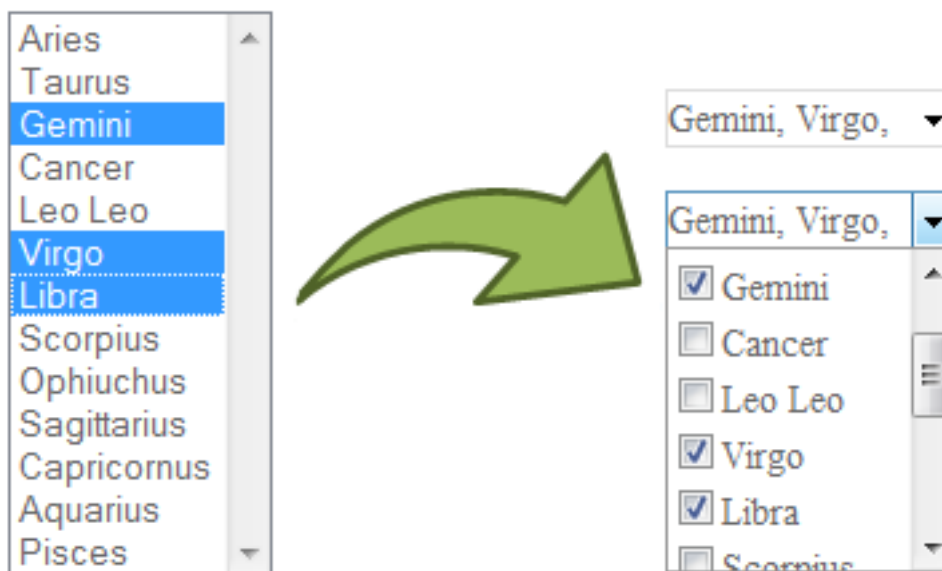 Aries
Taurus
Gemini
Cancer
Leo Leo
Virgo
Libra
Scorpius
Ophiuchus
Sagittarius
Capricornus
Aquarius
Pisces
Gemini, Virgo,
Gemini, Virgo,
Gemini
Cancer
Leo Leo
Virgo
Libra
Scorpius